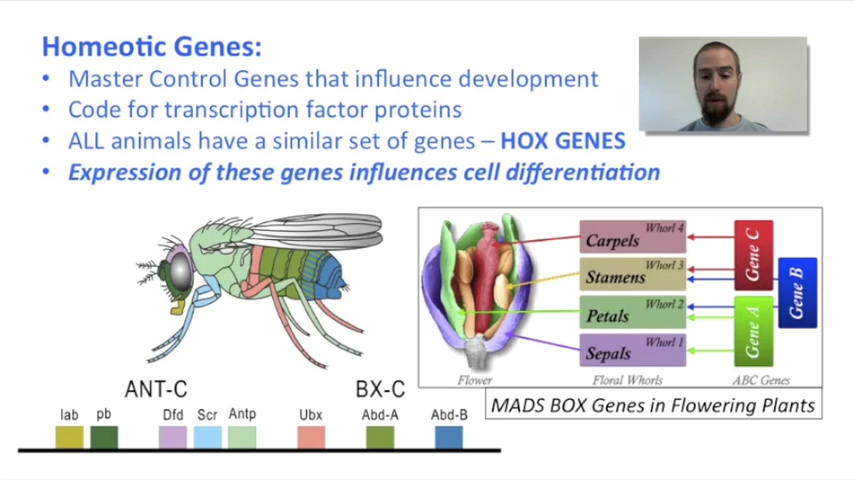 Homeotic Genes:
• Master Control Genes that influence development
• Code for transcription factor proteins
• ALL animals have a similar set of genes – HOX GENES
• Expression of these genes influences cell differentiation
Whorl 4
Carpels
Whorl 3
Stamens
Whorl 2
Petals
Whorl 1
Sepals
Gene C
Gene B
Gene A
Flower Floral Whorls ABC Genes
MADS BOX Genes in Flowering Plants
ANT-C BX-C
lab pb Dfd Scr Antp Ubx Abd-A Abd-B